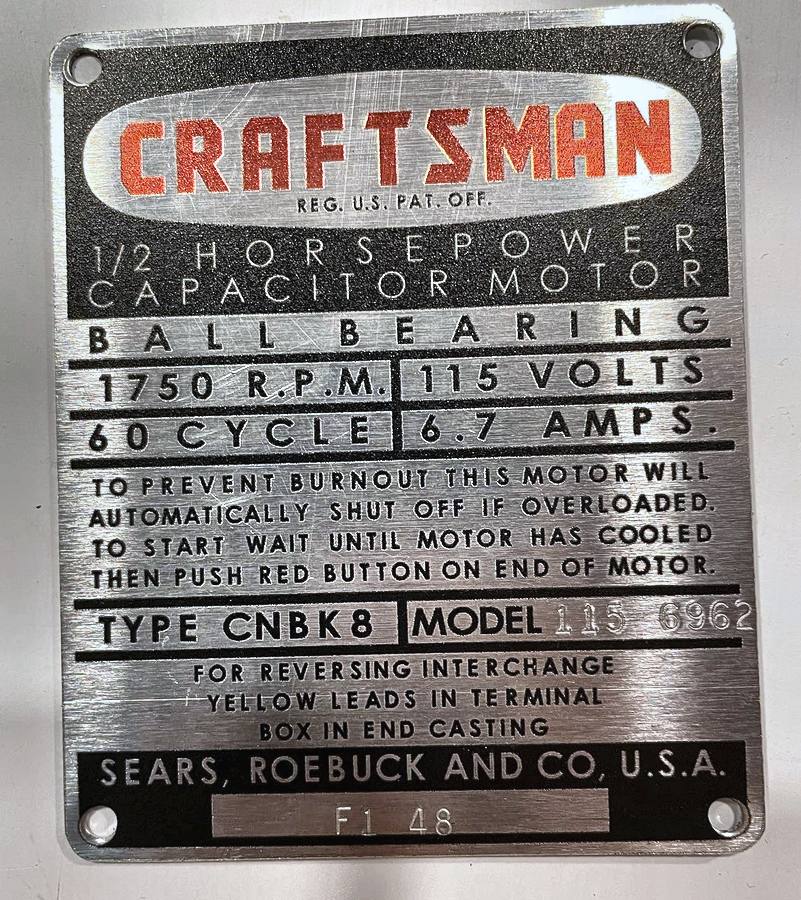 CRAFTSMAN
REG. U.S. PAT. OFF.
1/2 HORSEPOWER
CAPACITOR MOTOR
BALL BEARING
1750 R.P.M. 115 VOLTS
60 CYCLE 6.7 AMPS.
TO PREVENT BURNOUT THIS MOTOR WILL
AUTOMATICALLY SHUT OFF IF OVERLOADED.
TO START WAIT UNTIL MOTOR HAS COOLED
THEN PUSH RED BUTTON ON END OF MOTOR.
TYPE CNBK8 MODEL 115 6962
FOR REVERSING INTERCHANGE
YELLOW LEADS IN TERMINAL
BOX IN END CASTING
SEARS, ROEBUCK AND CO, U.S.A.
F1 48